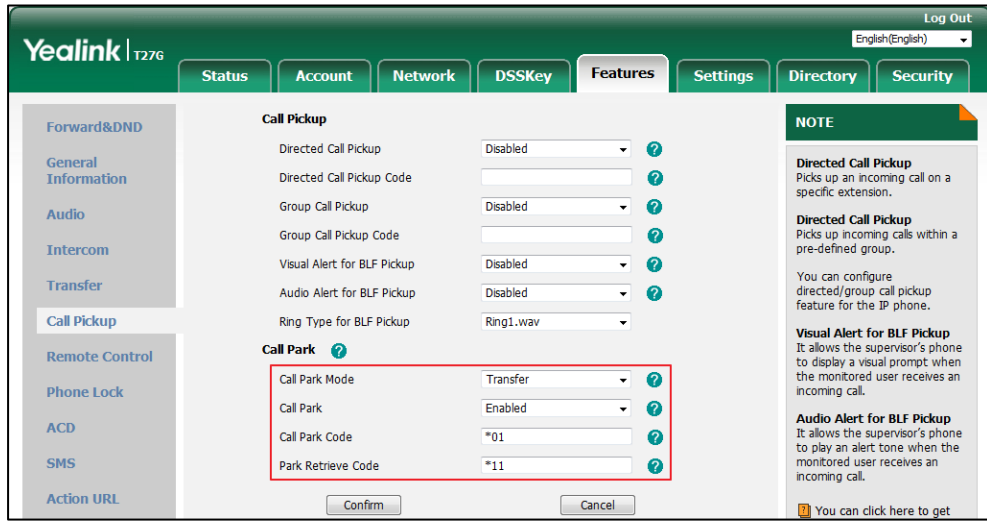 Log Out
Yealink T27G
English(English)
Status Account Network DSSKey Features Settings Directory Security
Forward&DND
General
Information
Audio
Intercom
Transfer
Call Pickup
Remote Control
Phone Lock
ACD
SMS
Action URL
Call Pickup
Directed Call Pickup Disabled
Directed Call Pickup Code
Group Call Pickup Disabled
Group Call Pickup Code
Visual Alert for BLF Pickup Disabled
Audio Alert for BLF Pickup Disabled
Ring Type for BLF Pickup Ring1.wav
Call Park
Call Park Mode Transfer
Call Park Enabled
Call Park Code *01
Park Retrieve Code *11
Confirm Cancel
NOTE
Directed Call Pickup
Picks up an incoming call on a
specific extension.
Directed Call Pickup
Picks up incoming calls within a
pre-defined group.
You can configure
directed/group call pickup
feature for the IP phone.
Visual Alert for BLF Pickup
It allows the supervisor's phone
to display a visual prompt when
the monitored user receives an
incoming call.
Audio Alert for BLF Pickup
It allows the supervisor's phone
to play an alert tone when the
monitored user receives an
incoming call.
You can click here to get